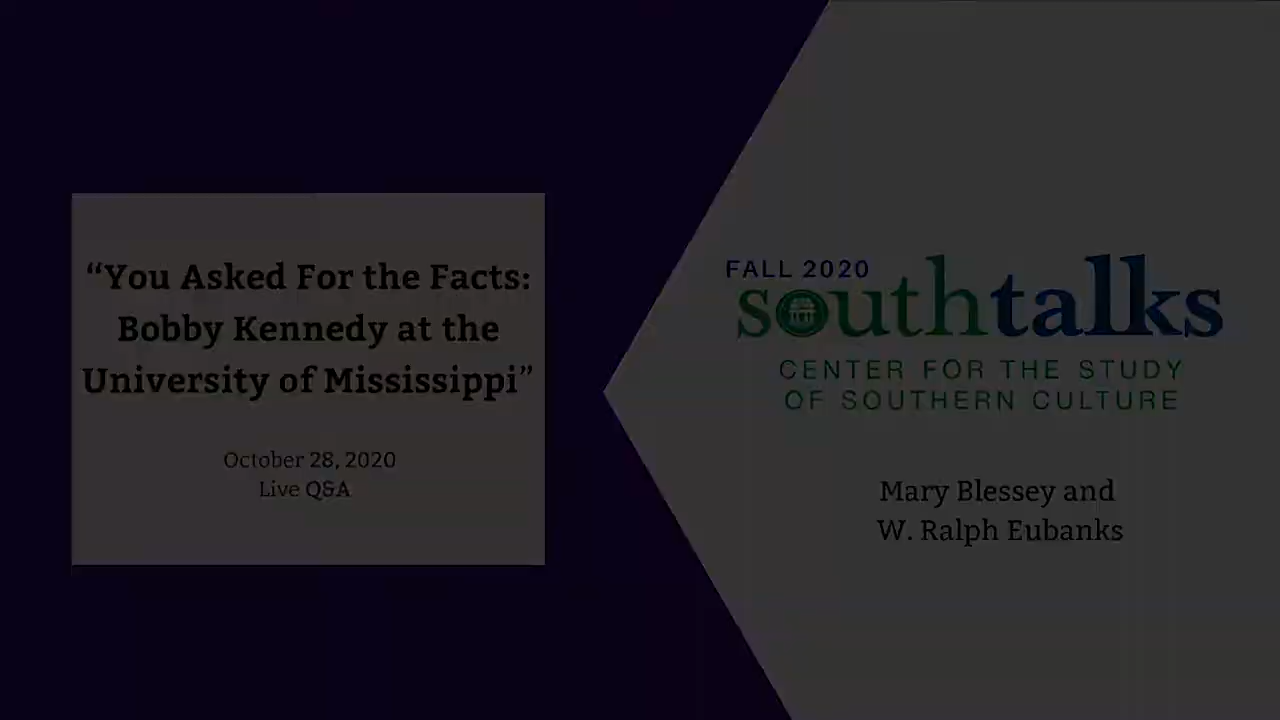 “You Asked For the Facts:
Bobby Kennedy at the
University of Mississippi”
October 28, 2020
Live Q&A
FALL 2020
southtalks
CENTER FOR THE STUDY
OF SOUTHERN CULTURE
Mary Blessey and
W. Ralph Eubanks